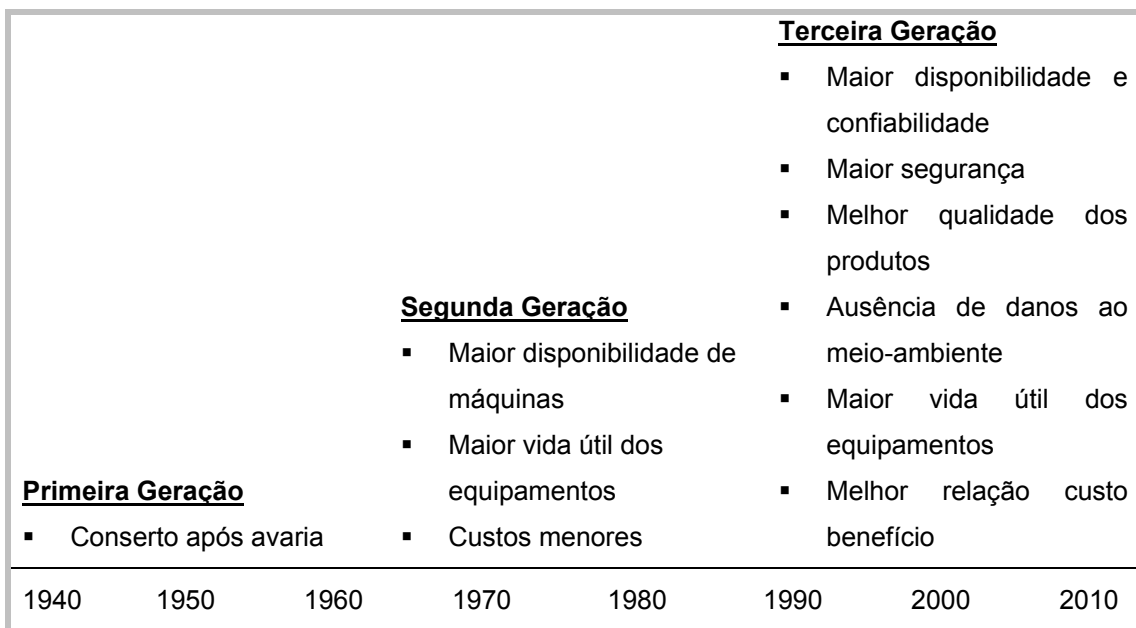 Terceira Geração
▪ Maior disponibilidade e
confiabilidade
▪ Maior segurança
▪ Melhor qualidade dos
produtos
▪ Ausência de danos ao
meio-ambiente
▪ Maior vida útil dos
equipamentos
▪ Melhor relação custo
benefício
Segunda Geração
▪ Maior disponibilidade de
máquinas
▪ Maior vida útil dos
equipamentos
▪ Custos menores
Primeira Geração
▪ Conserto após avaria
1940 1950 1960 1970 1980 1990 2000 2010